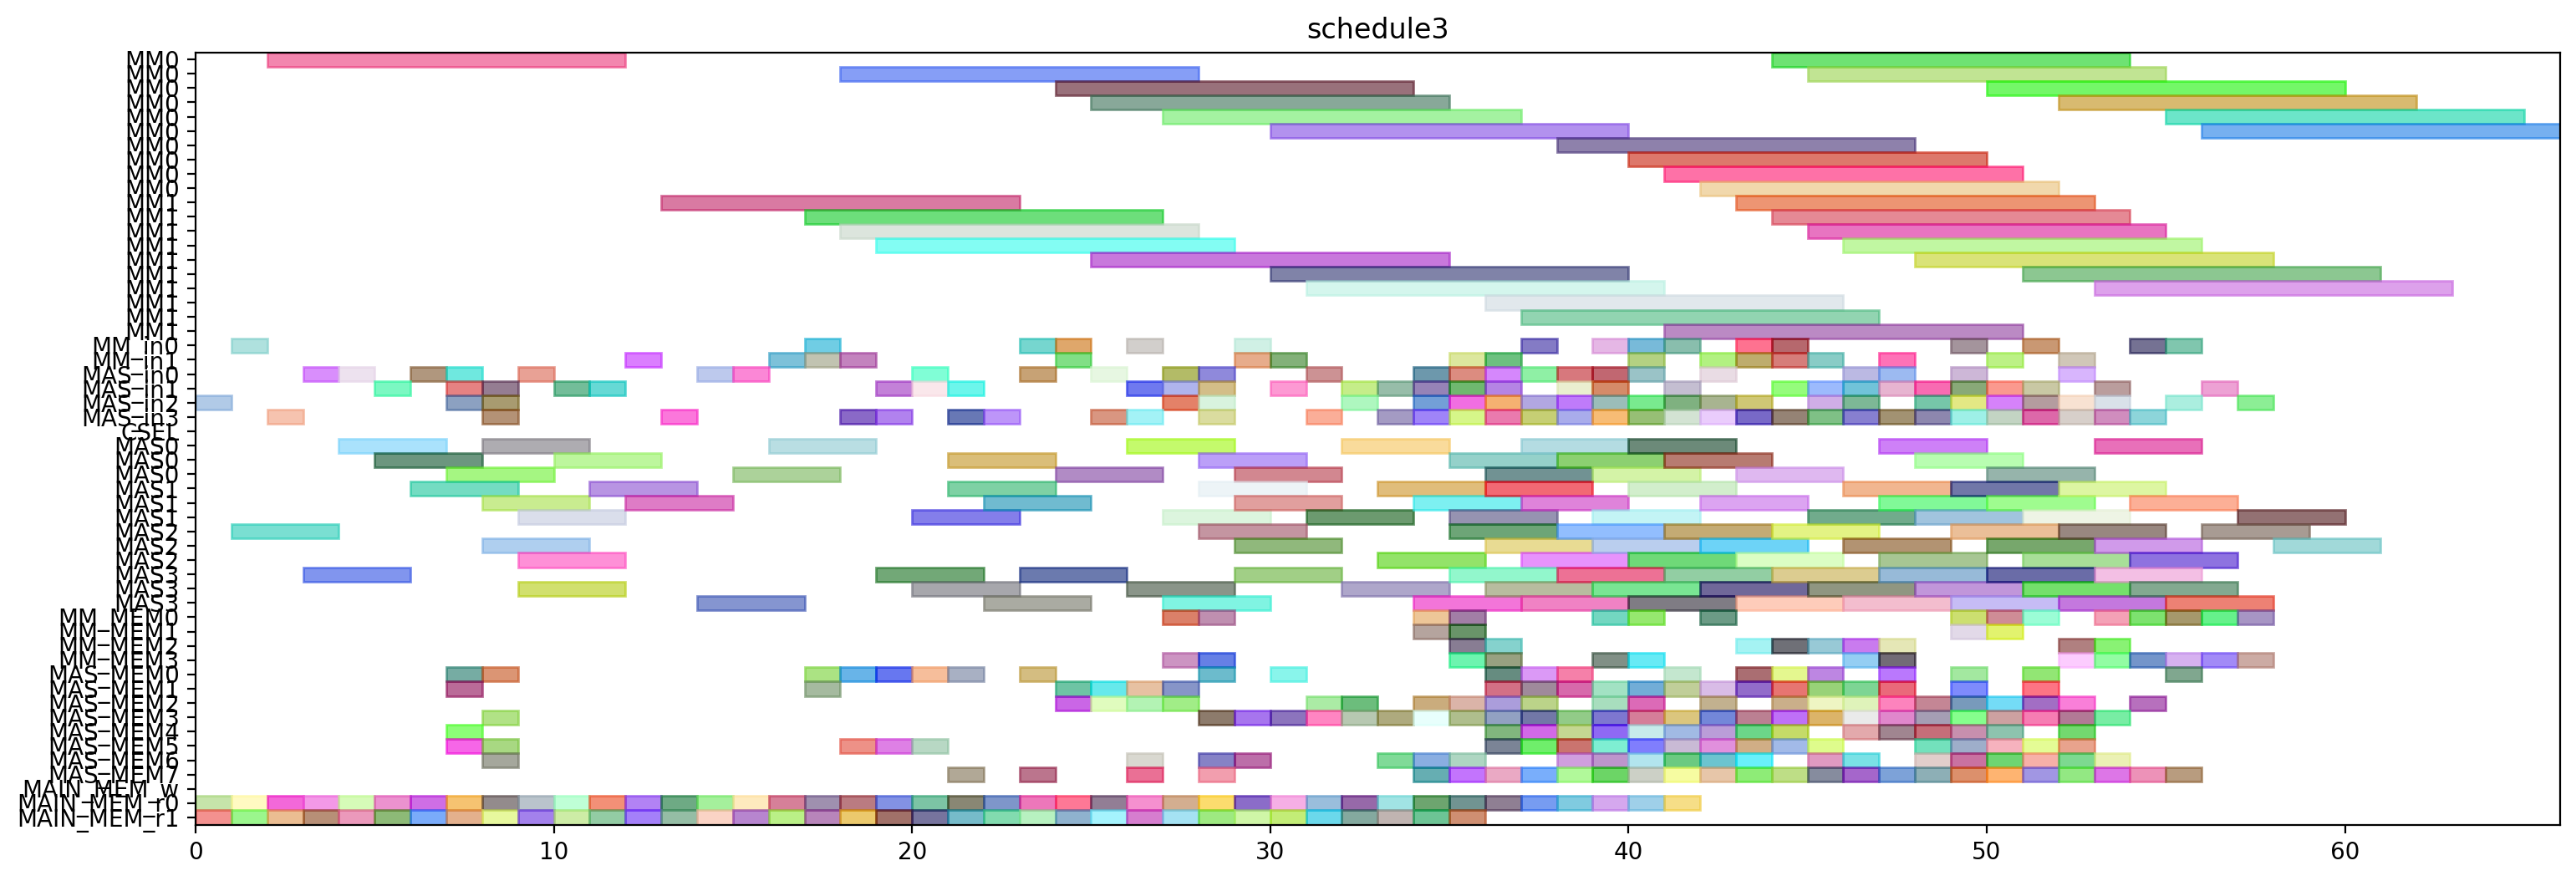 schedule3
MM0
MM0
MM0
MM0
MM0
MM0
MM0
MM0
MM0
MM0
MM1
MM1
MM1
MM1
MM1
MM1
MM1
MM1
MM1
MM1
MM_in0
MM_in1
MAS_in0
MAS_in1
MAS_in2
MAS_in3
CSEL
MAS0
MAS0
MAS0
MAS1
MAS1
MAS1
MAS2
MAS2
MAS2
MAS3
MAS3
MAS3
MM_MEM0
MM_MEM1
MM_MEM2
MM_MEM3
MAS_MEM0
MAS_MEM1
MAS_MEM2
MAS_MEM3
MAS_MEM4
MAS_MEM5
MAS_MEM6
MAS_MEM7
MAIN_MEM_w
MAIN_MEM_r0
MAIN_MEM_r1
0 10 20 30 40 50 60